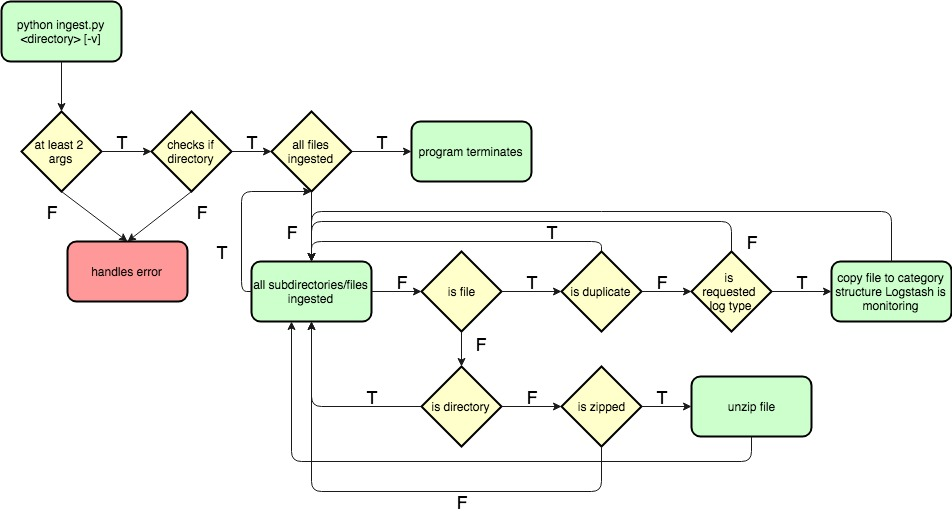 python ingest.py
<directory> [-v]
at least 2
args
T
checks if
directory
T
all files
ingested
T
program terminates
F
F
handles error
T
F
all subdirectories/files
ingested
F
is file
T
is duplicate
T
F
is
requested
log type
F
T
copy file to category
structure Logstash is
monitoring
F
T
is directory
F
is zipped
T
unzip file
F